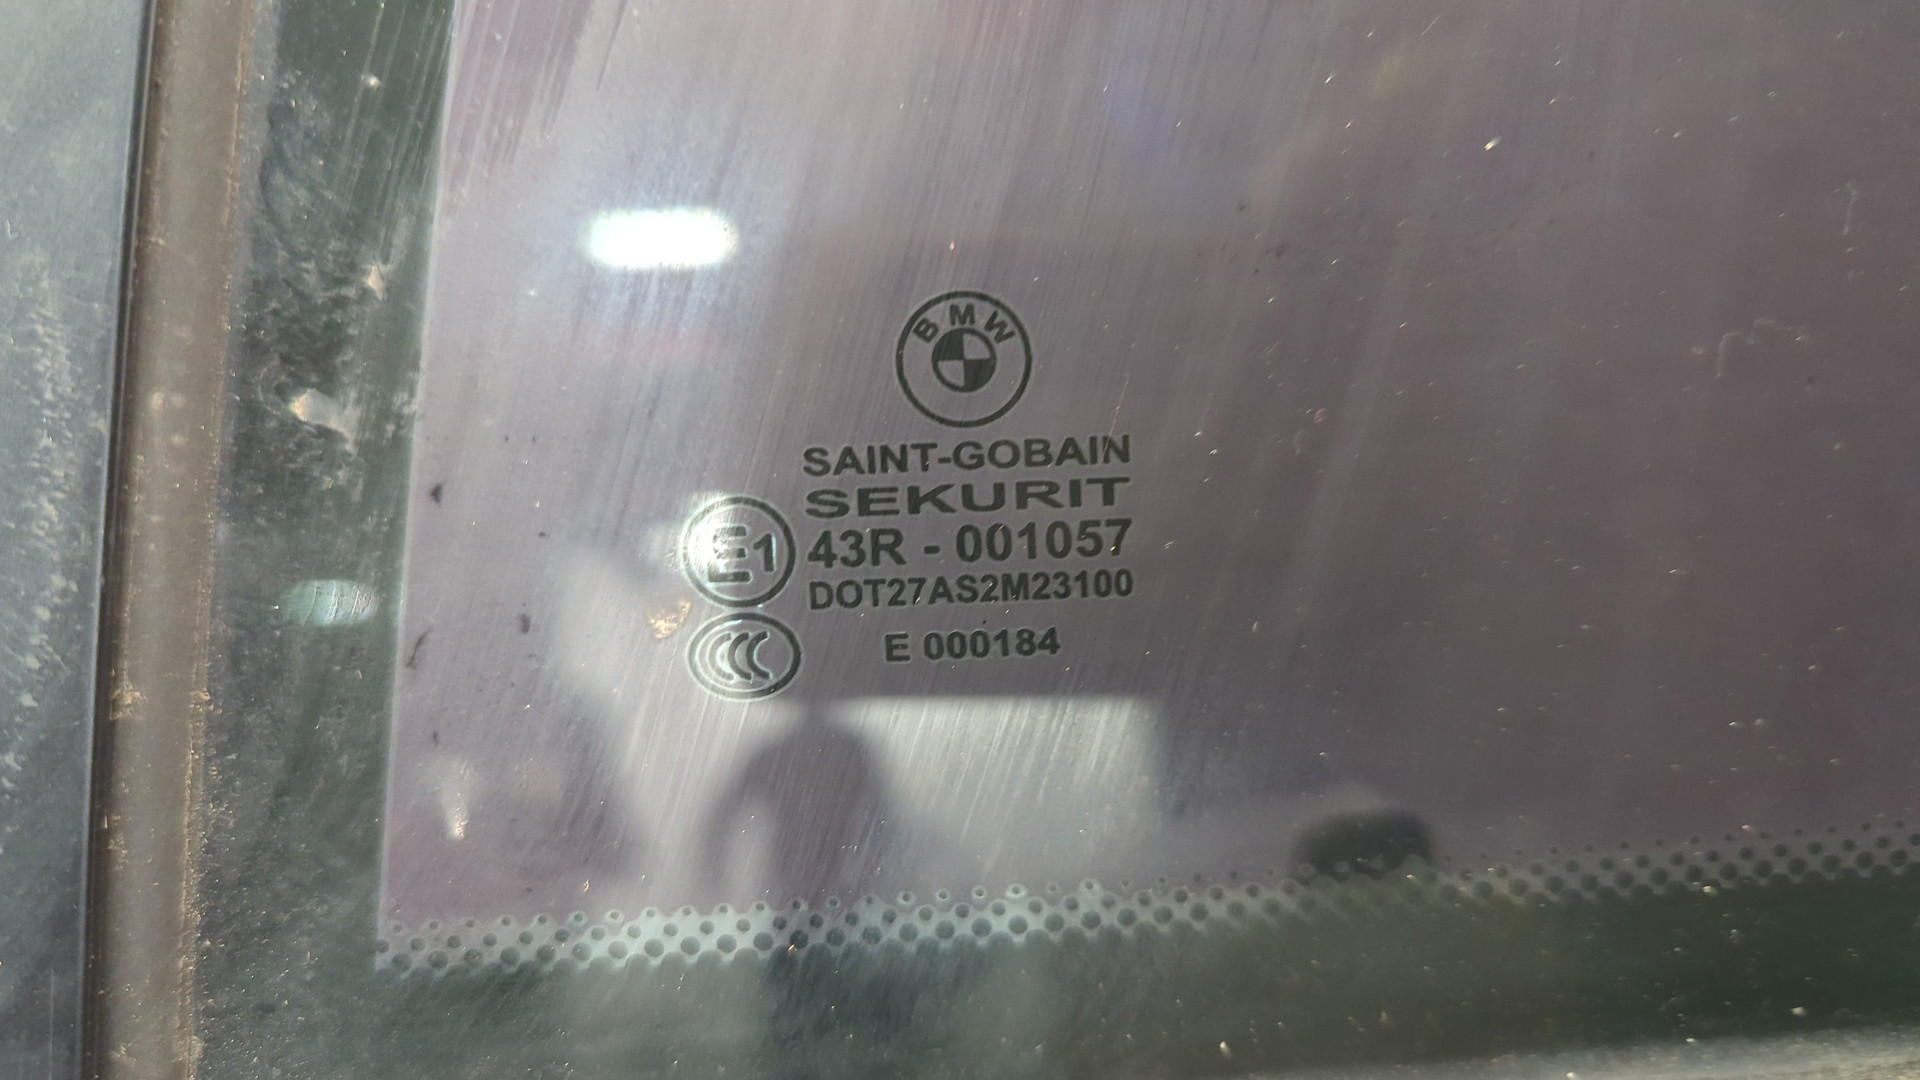 BMW
SAINT-GOBAIN
SEKURIT
E1 43R - 001057
DOT27AS2M23100
CCC E 000184